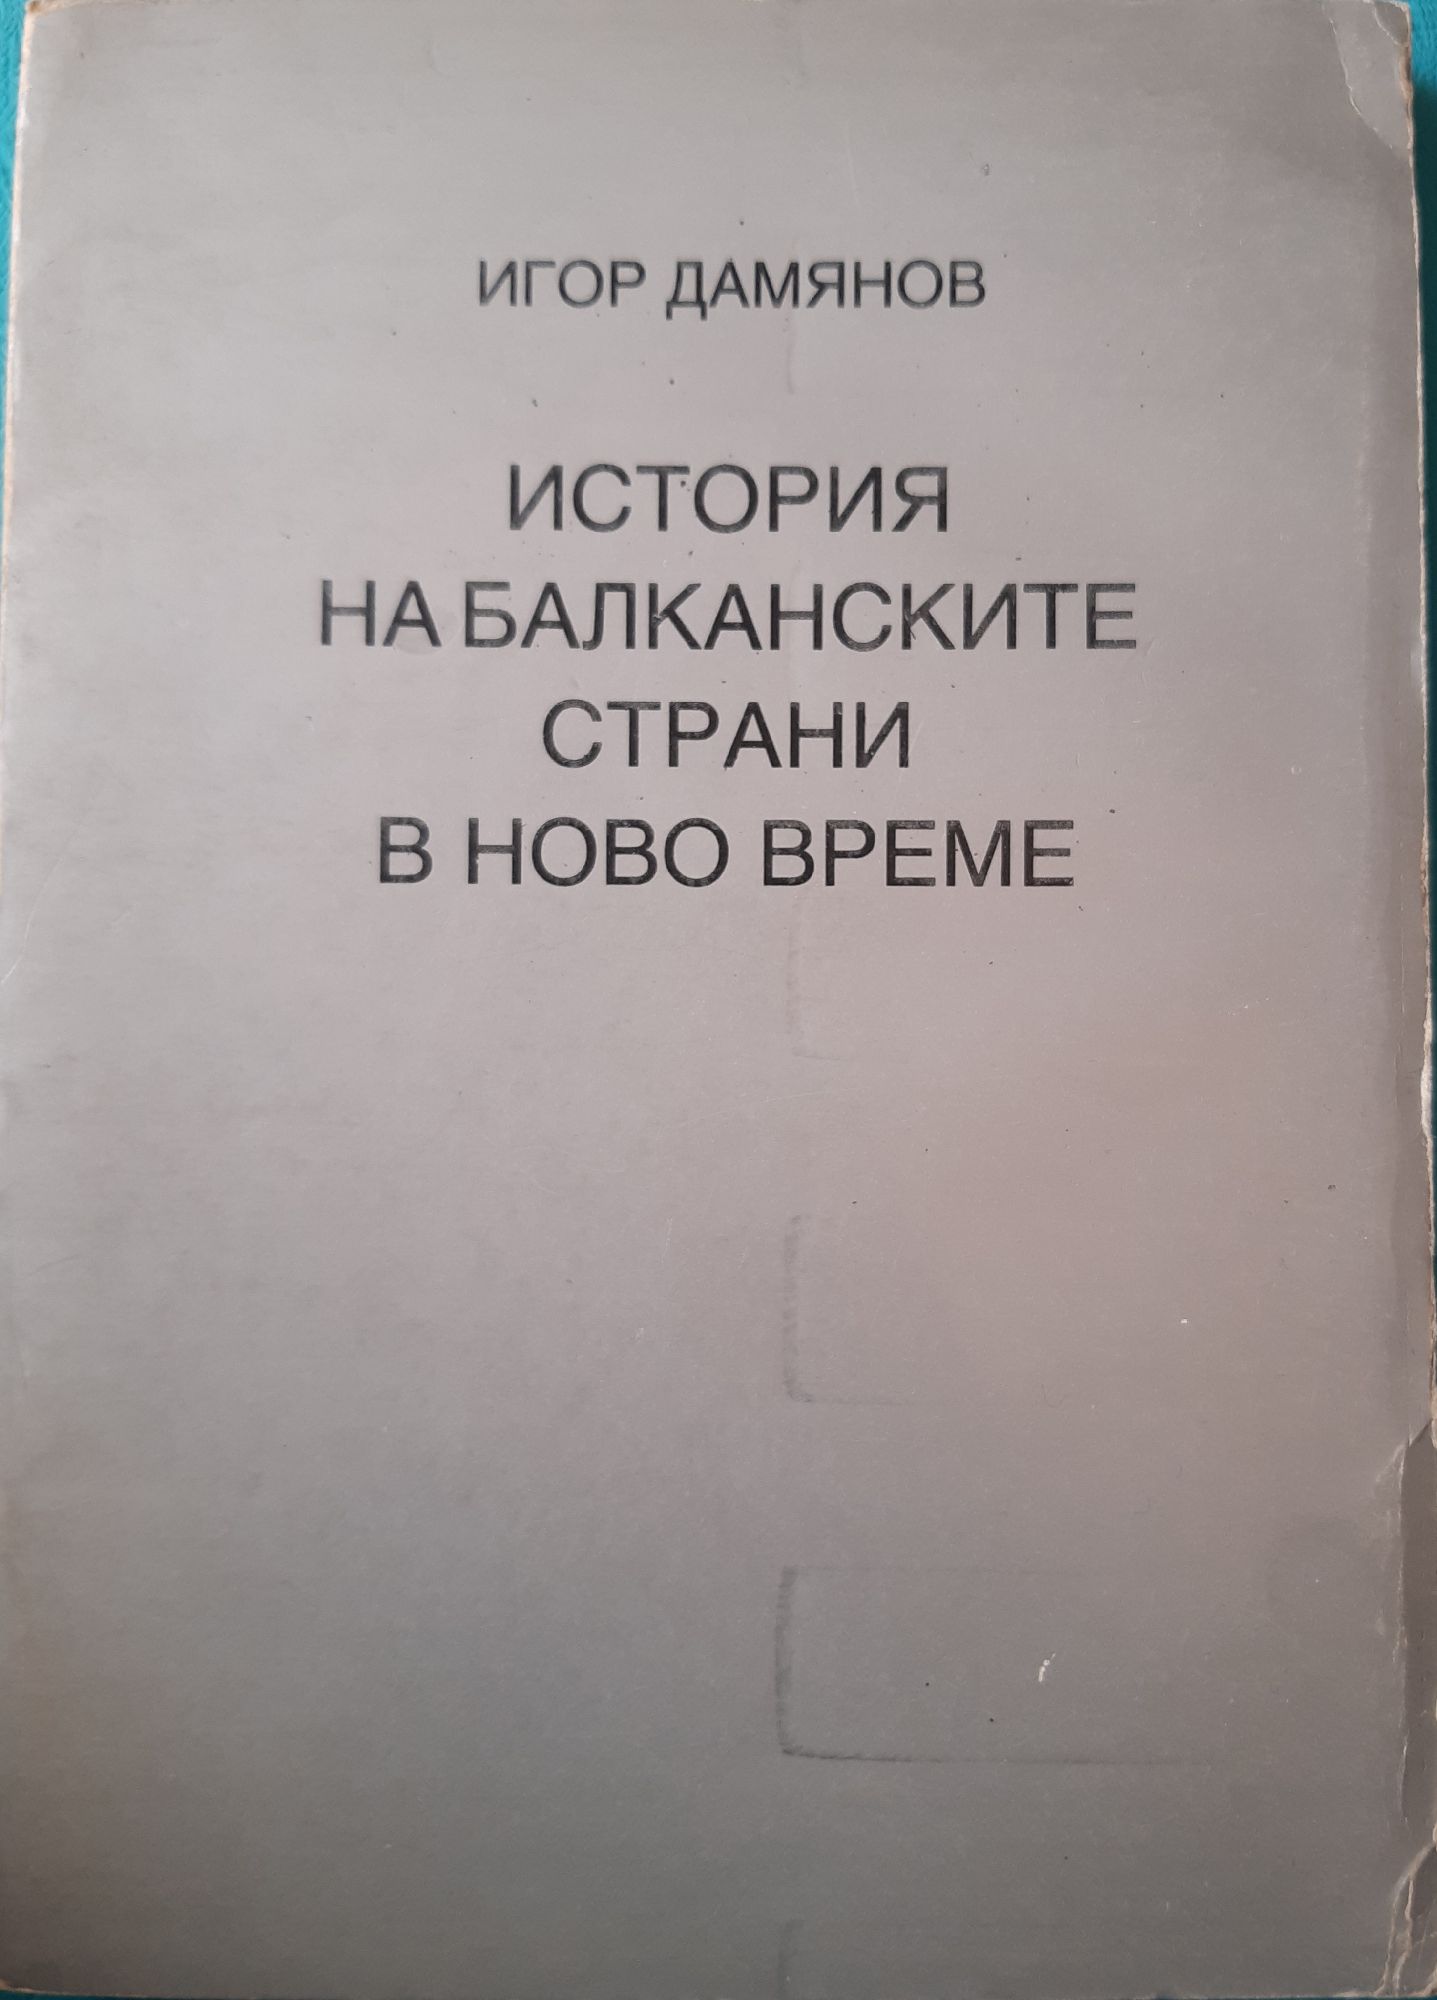 ИГОР ДАМЯНОВ
ИСТОРИЯ
НА БАЛКАНСКИТЕ
СТРАНИ
В НОВО ВРЕМЕ